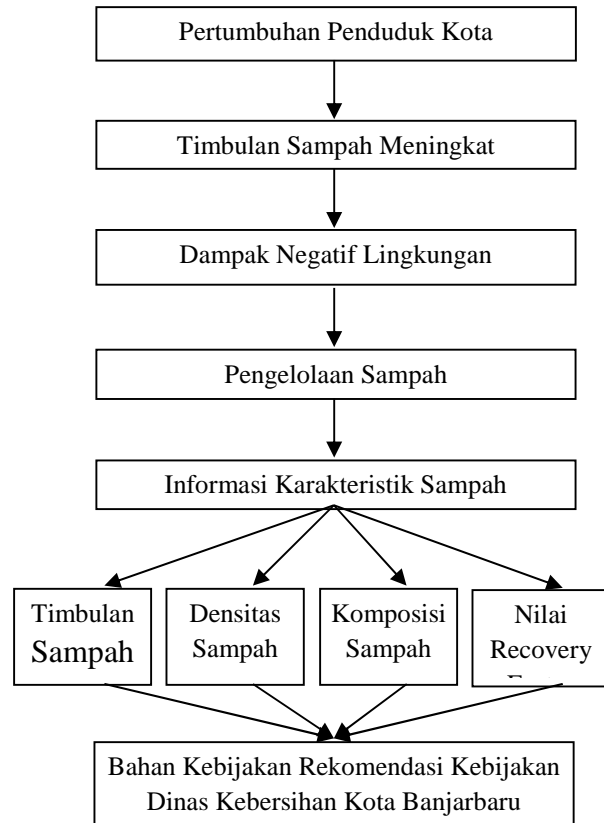 Pertumbuhan Penduduk Kota
Timbulan Sampah Meningkat
Dampak Negatif Lingkungan
Pengelolaan Sampah
Informasi Karakteristik Sampah
Timbulan
Sampah
Densitas
Sampah
Komposisi
Sampah
Nilai
Recovery
Bahan Kebijakan Rekomendasi Kebijakan
Dinas Kebersihan Kota Banjarbaru